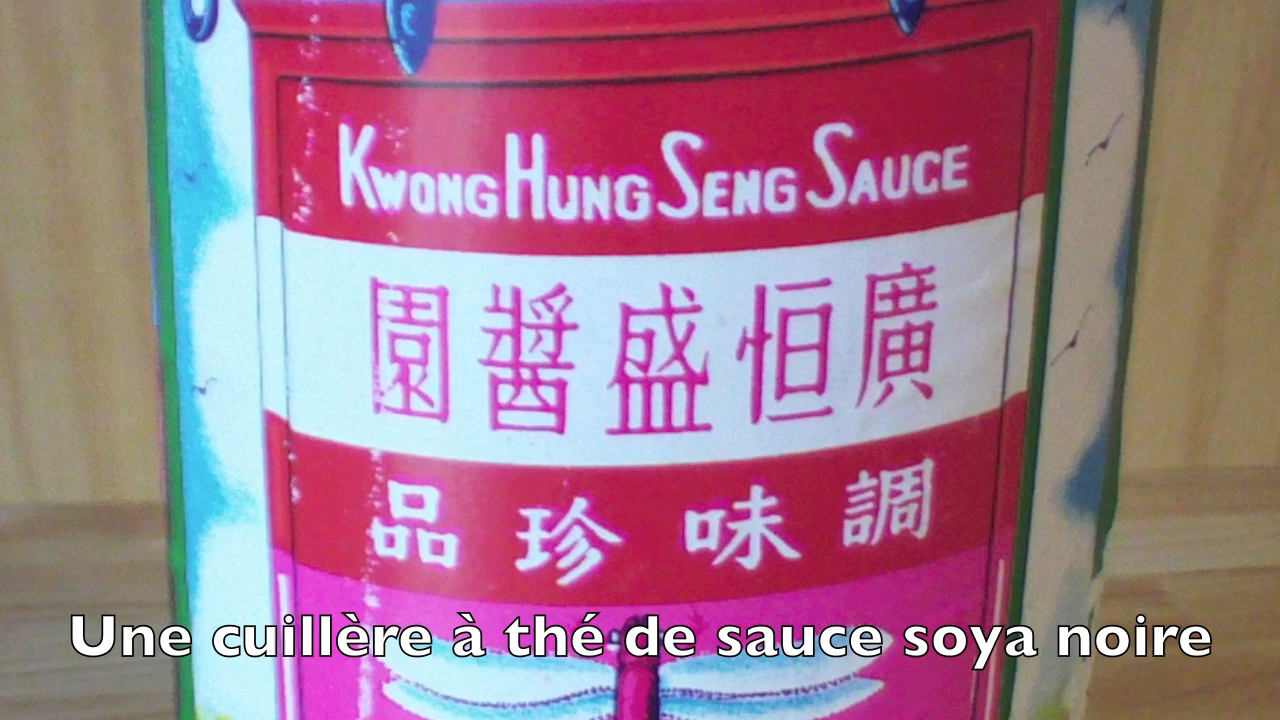 KWONG HUNG SENG SAUCE
廣恒盛醬園
調味珍品
Une cuillère à thé de sauce soya noire